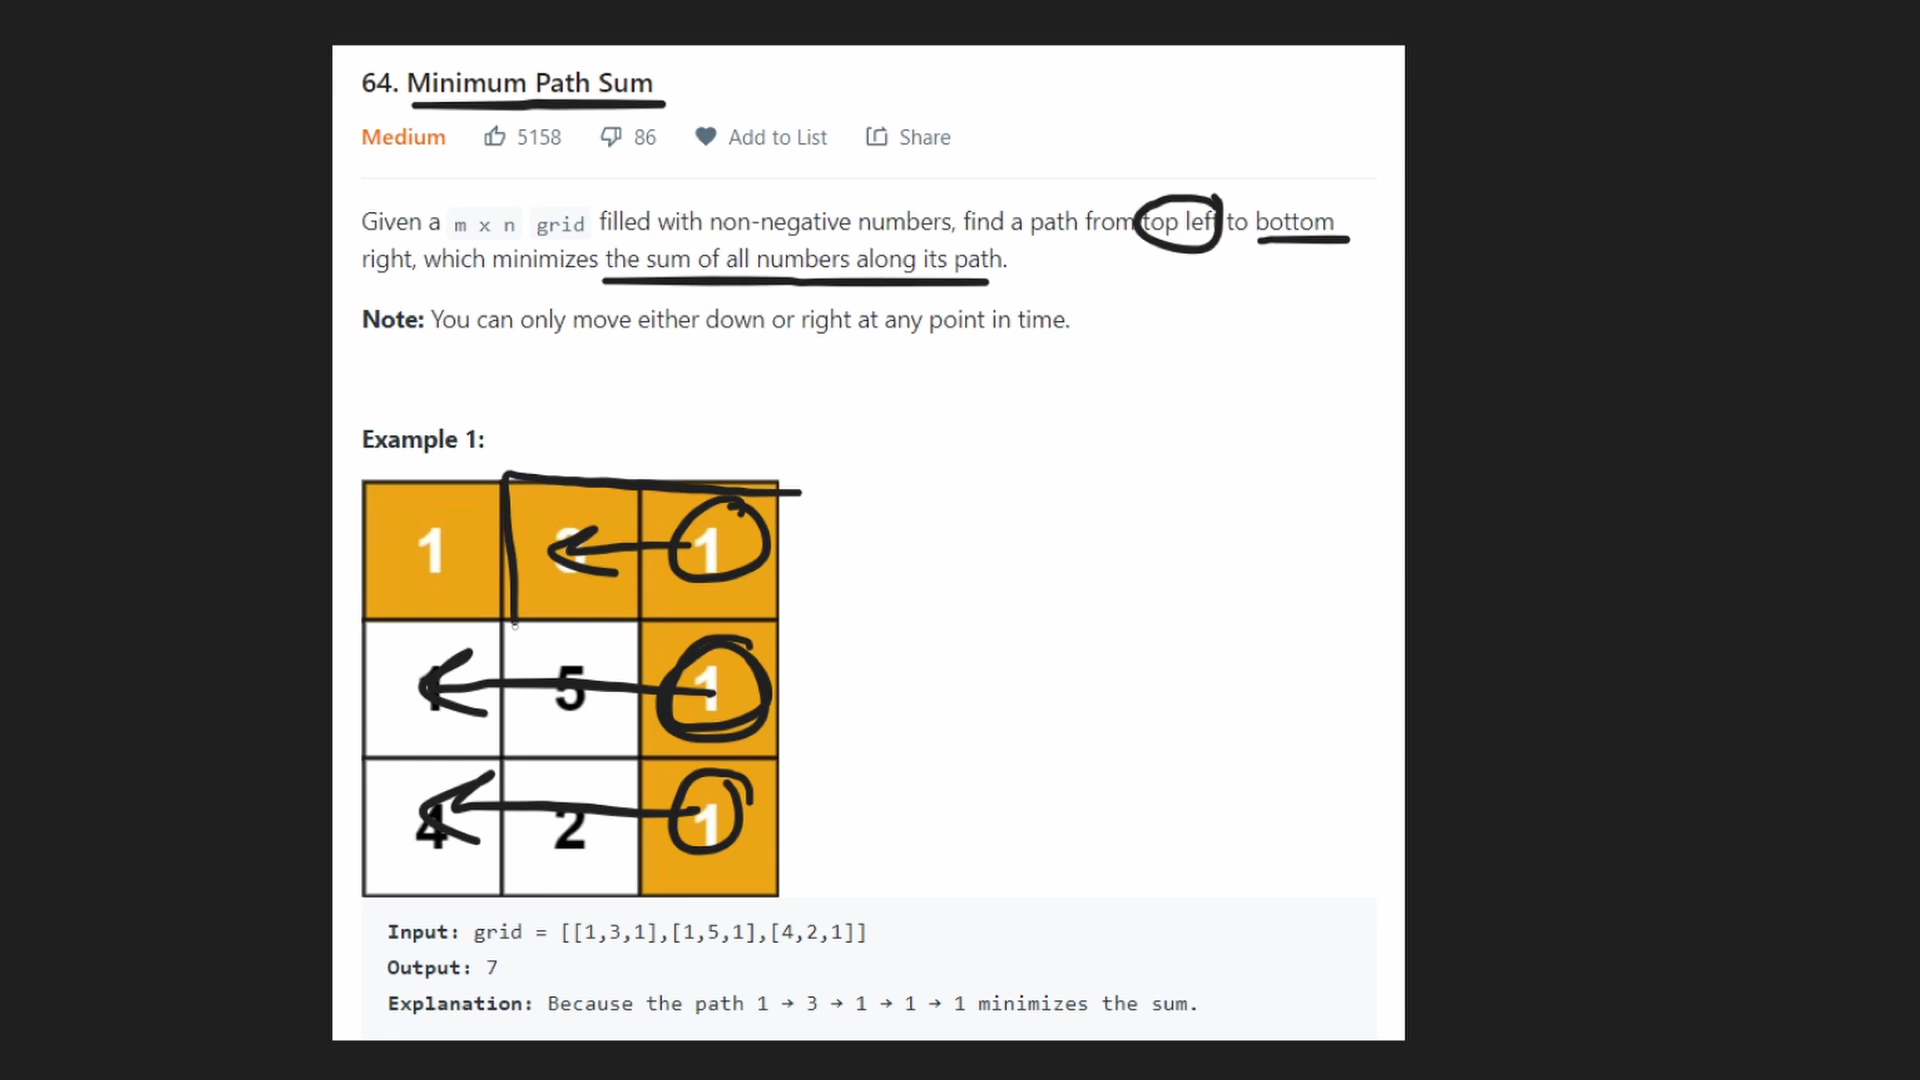 64. Minimum Path Sum
Medium 5158 86 Add to List Share
Given a m x n grid filled with non-negative numbers, find a path from top left to bottom
right, which minimizes the sum of all numbers along its path.
Note: You can only move either down or right at any point in time.
Example 1:
1 3 1
1 5 1
4 2 1
Input: grid = [[1,3,1],[1,5,1],[4,2,1]]
Output: 7
Explanation: Because the path 1 → 3 → 1 → 1 → 1 minimizes the sum.